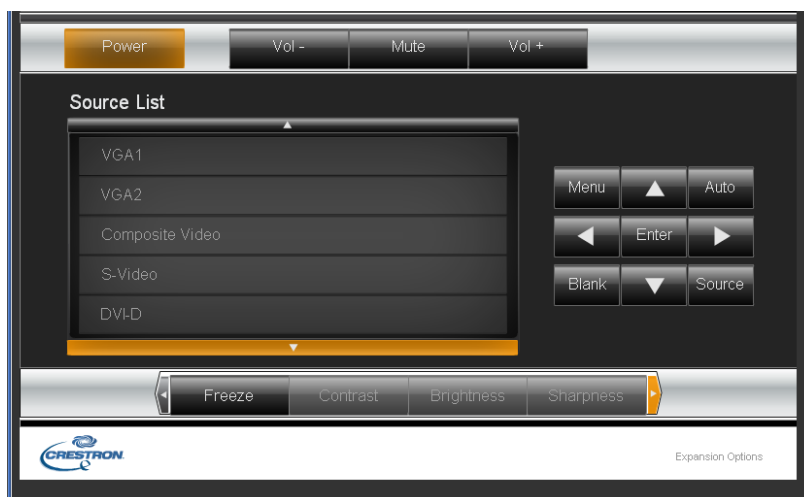 Power Vol - Mute Vol +
Source List
VGA1
VGA2
Composite Video
S-Video
DVI-D
Menu Auto
Enter
Blank Source
Freeze Contrast Brightness Sharpness
CRESTRON
Expansion Options